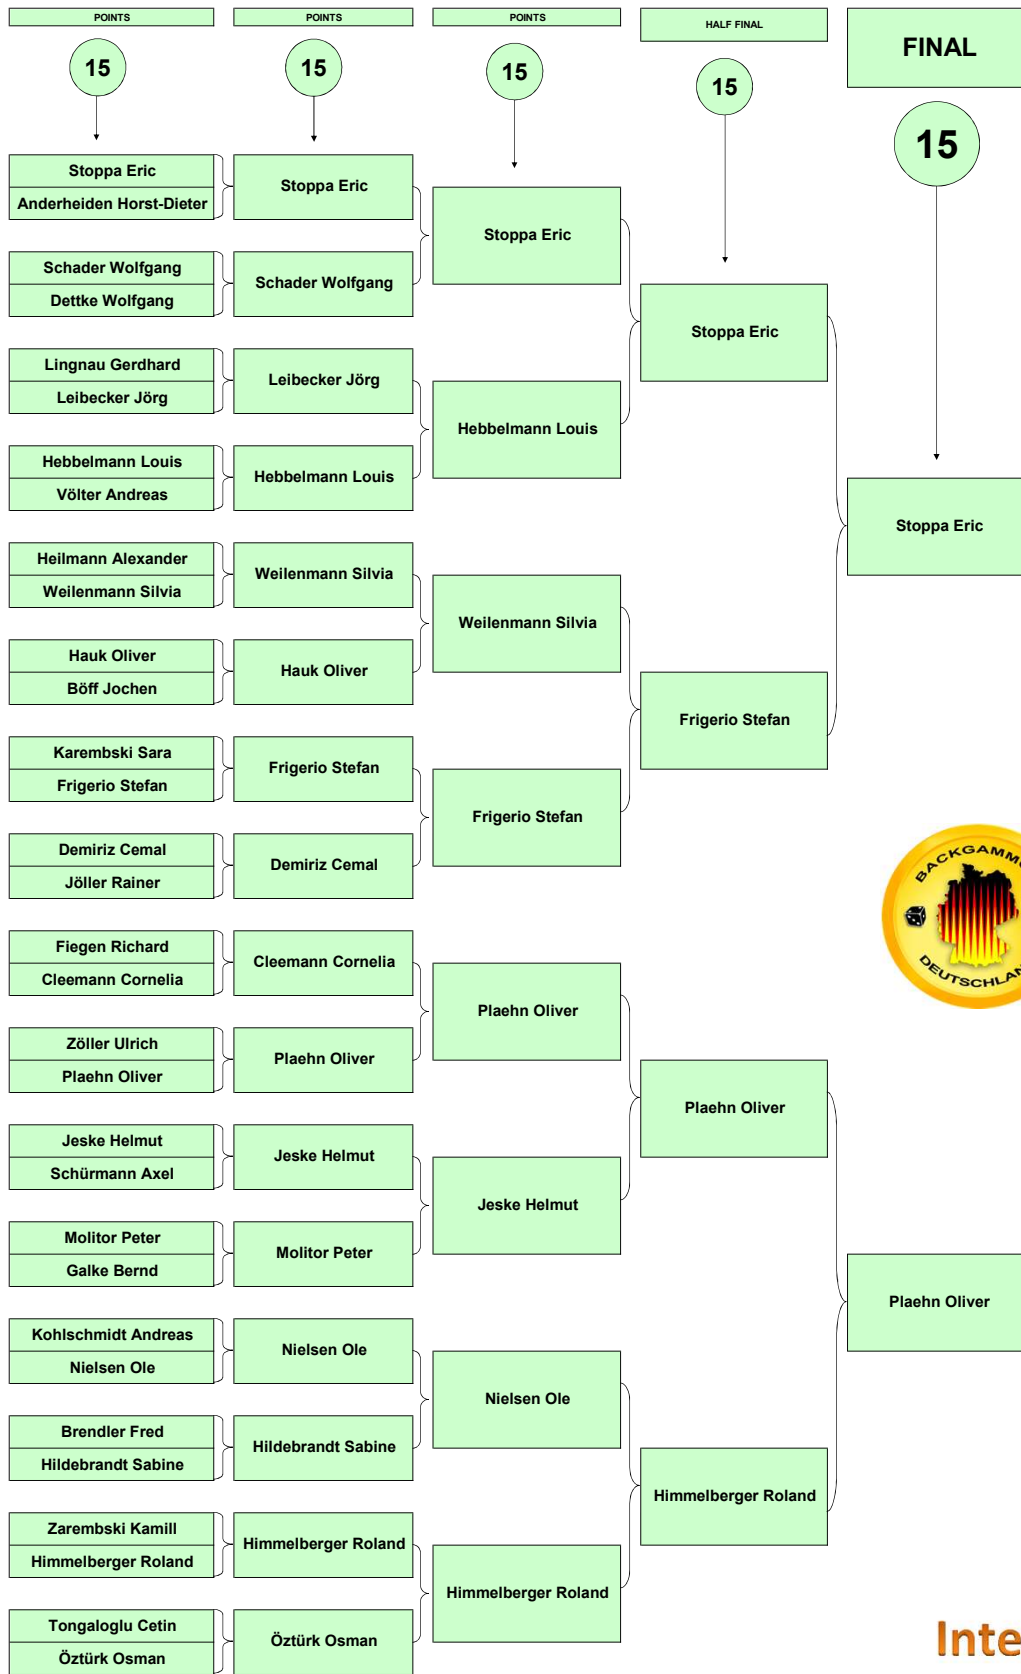 POINTS
POINTS
POINTS
HALF FINAL
FINAL
15
15
15
15
15
Stoppa Eric
Anderheiden Horst-Dieter
Schader Wolfgang
Dettke Wolfgang
Lingnau Gerdhard
Leibecker Jörg
Hebbelmann Louis
Völter Andreas
Heilmann Alexander
Weilenmann Silvia
Hauk Oliver
Böff Jochen
Karembski Sara
Frigerio Stefan
Demiriz Cemal
Jöller Rainer
Fiegen Richard
Cleemann Cornelia
Zöller Ulrich
Plaehn Oliver
Jeske Helmut
Schürmann Axel
Molitor Peter
Galke Bernd
Kohlschmidt Andreas
Nielsen Ole
Brendler Fred
Hildebrandt Sabine
Zarembski Kamill
Himmelberger Roland
Tongaloglu Cetin
Öztürk Osman
Stoppa Eric
Schader Wolfgang
Leibecker Jörg
Hebbelmann Louis
Weilenmann Silvia
Hauk Oliver
Frigerio Stefan
Demiriz Cemal
Cleemann Cornelia
Plaehn Oliver
Jeske Helmut
Molitor Peter
Nielsen Ole
Hildebrandt Sabine
Himmelberger Roland
Öztürk Osman
Stoppa Eric
Hebbelmann Louis
Weilenmann Silvia
Frigerio Stefan
Plaehn Oliver
Jeske Helmut
Nielsen Ole
Himmelberger Roland
Stoppa Eric
Frigerio Stefan
Plaehn Oliver
Himmelberger Roland
Stoppa Eric
Plaehn Oliver
BACKGAMM
DEUTSCHLAN
Inte